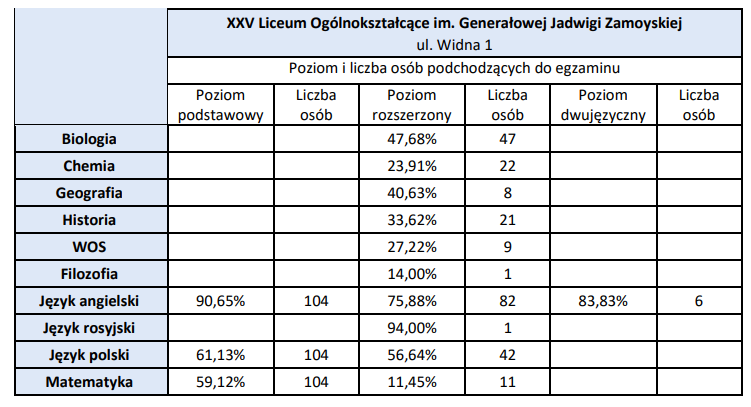 XXV Liceum Ogólnokształcące im. Generałowej Jadwigi Zamoyskiej
ul. Widna 1
Poziom i liczba osób podchodzących do egzaminu
Poziom podstawowy Liczba osób Poziom rozszerzony Liczba osób Poziom dwujęzyczny Liczba osób
Biologia 47,68% 47
Chemia 23,91% 22
Geografia 40,63% 8
Historia 33,62% 21
WOS 27,22% 9
Filozofia 14,00% 1
Język angielski 90,65% 104 75,88% 82 83,83% 6
Język rosyjski 94,00% 1
Język polski 61,13% 104 56,64% 42
Matematyka 59,12% 104 11,45% 11